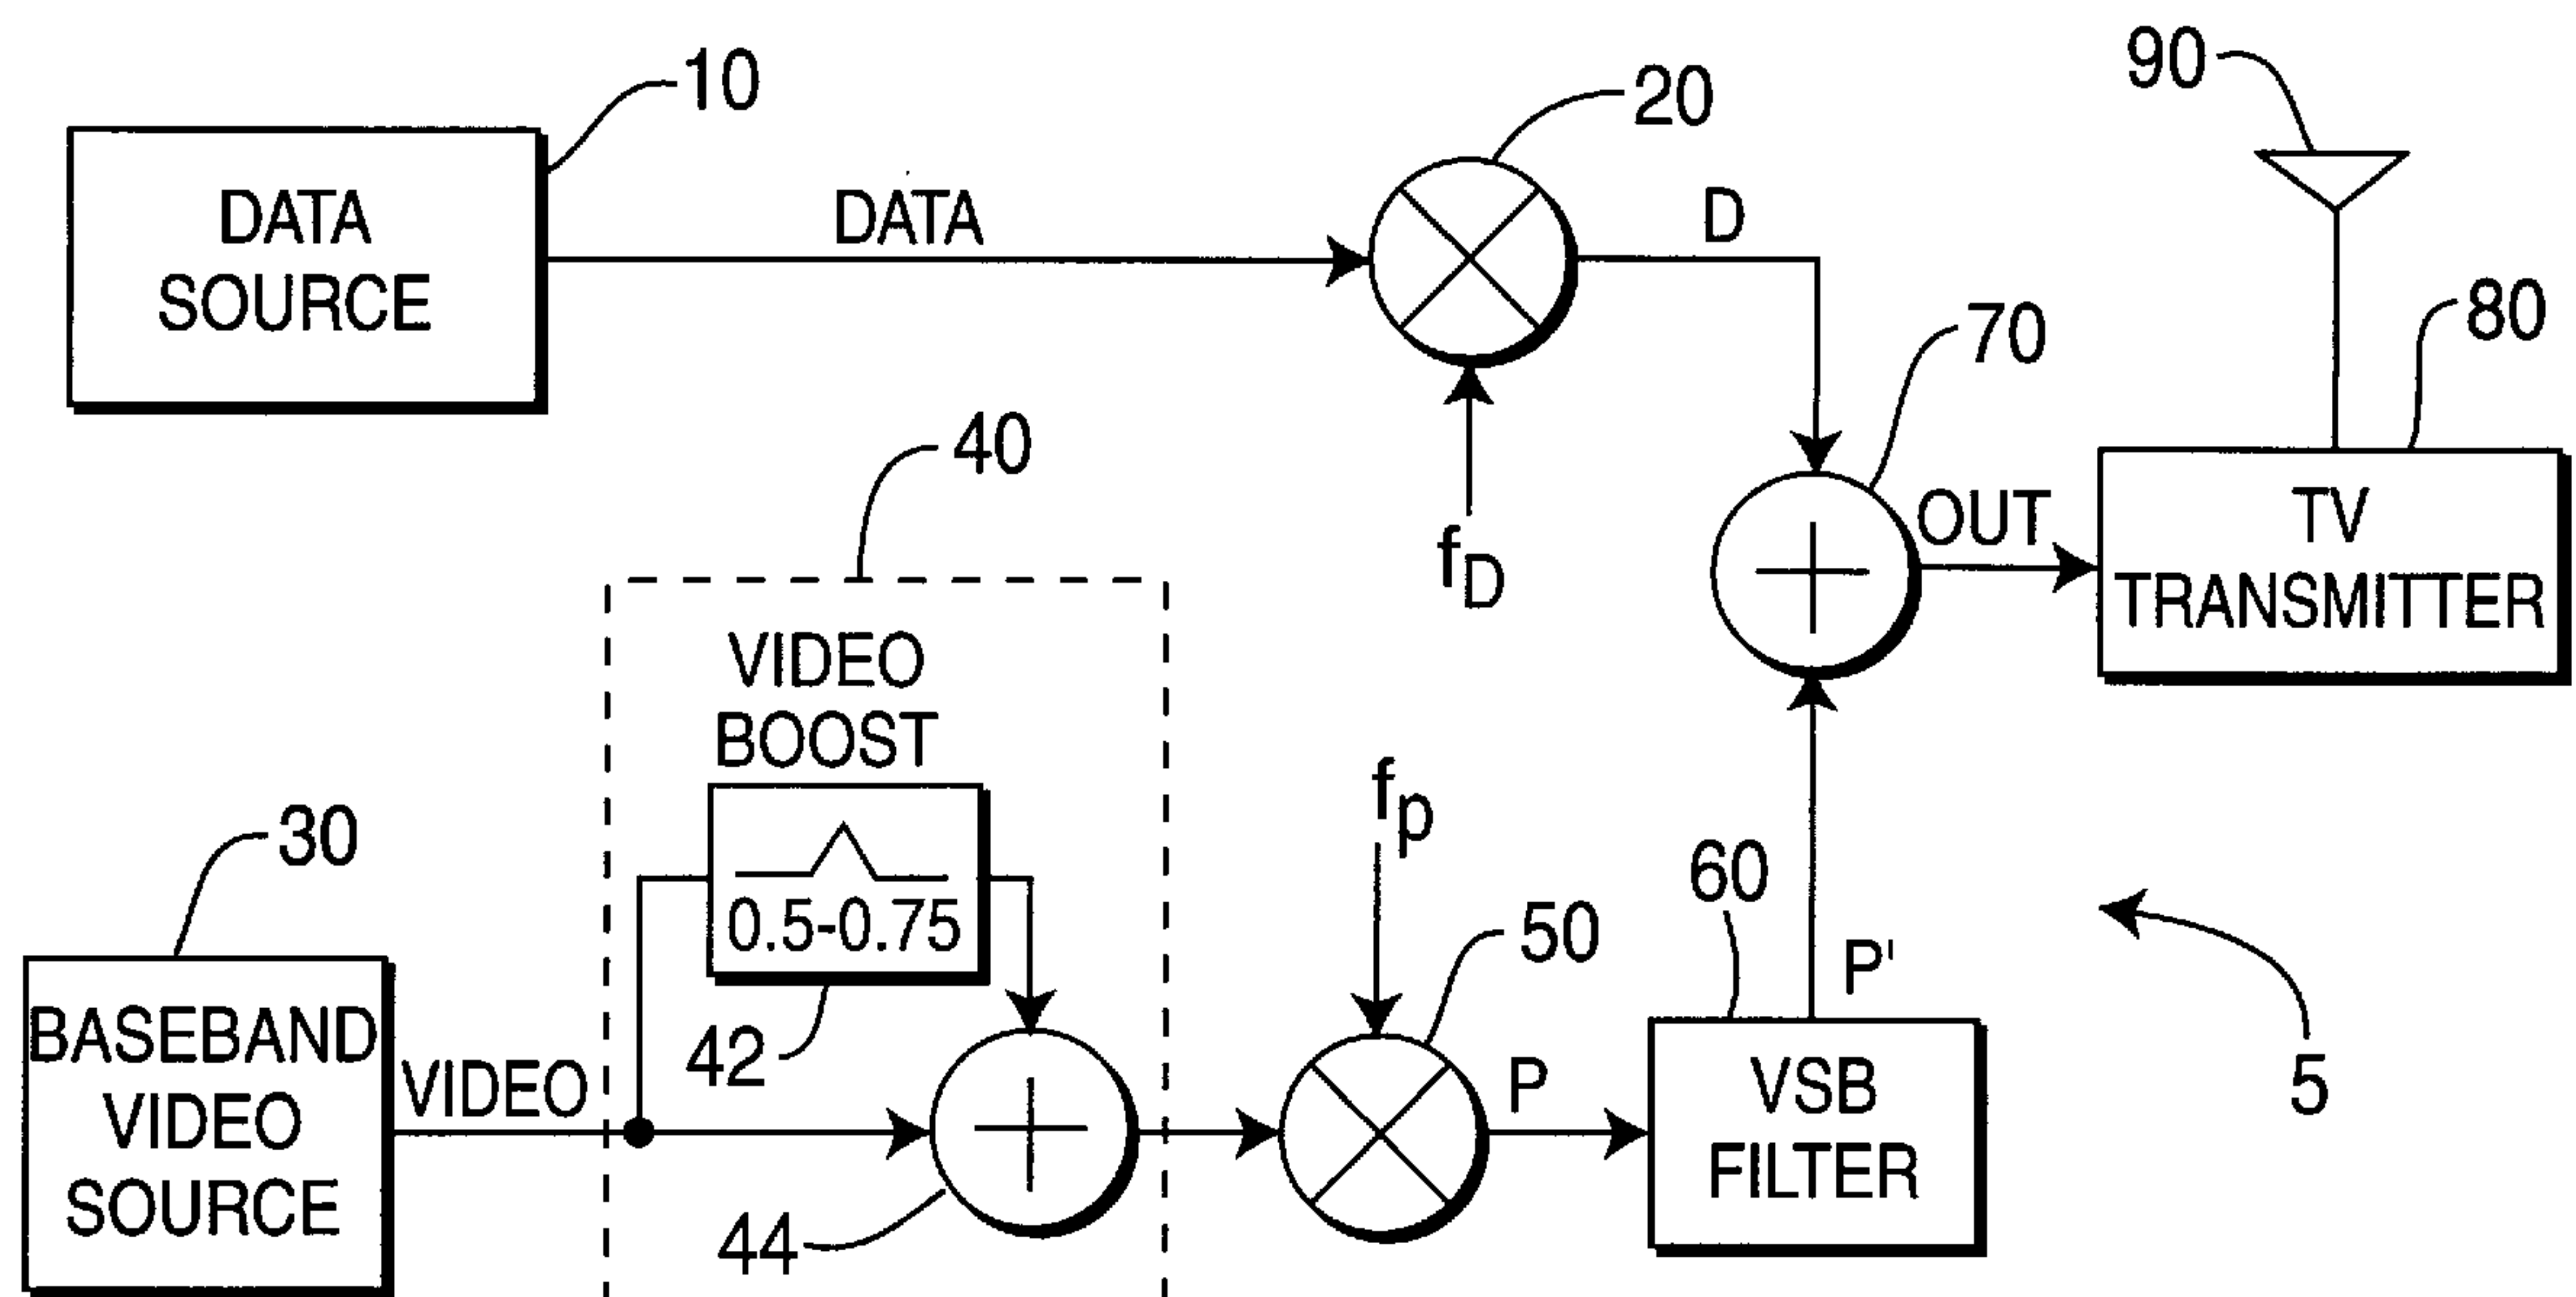 90
10
20
DATA
SOURCE
DATA
D
80
70
40
OUT
TV
TRANSMITTER
fD
VIDEO
BOOST
fp
30
0.5-0.75
60
50
P'
42
BASEBAND
VIDEO
SOURCE
VIDEO
P
VSB
FILTER
5
44